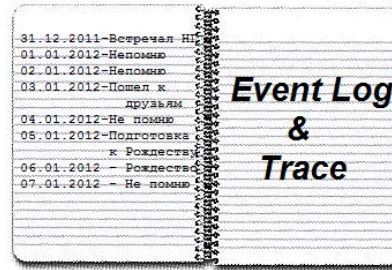 31.12.2011-Встречал НГ
01.01.2012-Непомню
02.01.2012-Непомню
03.01.2012-Пошел к
друзьям
04.01.2012-Не помню
05.01.2012-Подготовка
к Рождеству
06.01.2012 - Рождество
07.01.2012 - Не помню
Event Log
&
Trace